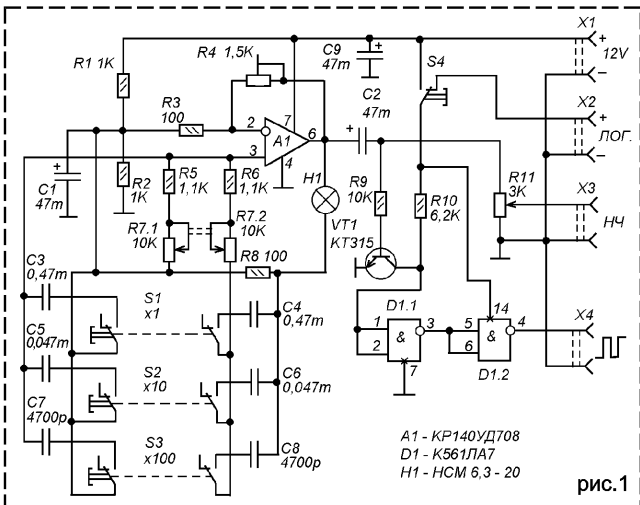 X1
R1 1K
R4 1,5K
C9
47m
+
S4
+
12V
–
C2
47m
+
X2
+
ЛОГ.
–
R3
100
2
7
A1
6
3
4
+
C1
47m
R2
1K
R5
1,1K
R6
1,1K
H1
R9
10K
R10
6,2K
R11
3K
X3
НЧ
R7.1
10K
R7.2
10K
VT1
КТ315
R8 100
C3
0,47m
S1
x1
C4
0,47m
D1.1
1
2
&
3
7
5
6
14
&
4
D1.2
X4
C5
0,047m
S2
x10
C6
0,047m
C7
4700p
S3
x100
C8
4700p
A1 - КР140УД708
D1 - К561ЛА7
H1 - НСМ 6,3 - 20
рис.1